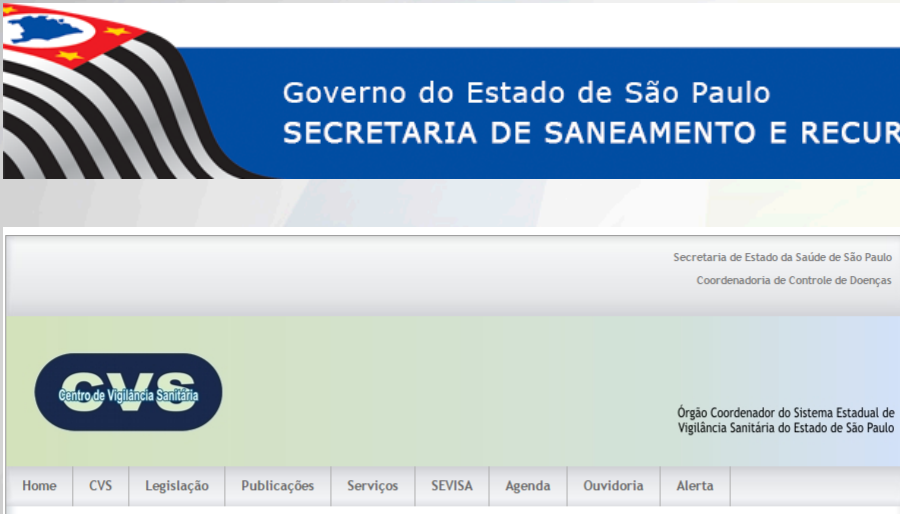 Governo do Estado de São Paulo
SECRETARIA DE SANEAMENTO E RECUR
Secretaria de Estado da Saúde de São Paulo
Coordenadoria de Controle de Doenças
CVS
Centro de Vigilância Sanitária
Órgão Coordenador do Sistema Estadual de
Vigilância Sanitária do Estado de São Paulo
Home CVS Legislação Publicações Serviços SEVISA Agenda Ouvidoria Alerta